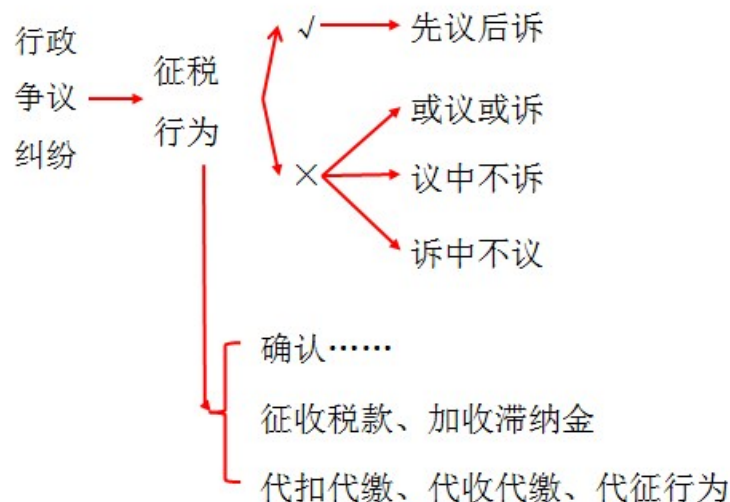 行政
争议
纠纷
征税
行为
√
先议后诉
×
或议或诉
议中不诉
诉中不议
确认……
征收税款、加收滞纳金
代扣代缴、代收代缴、代征行为